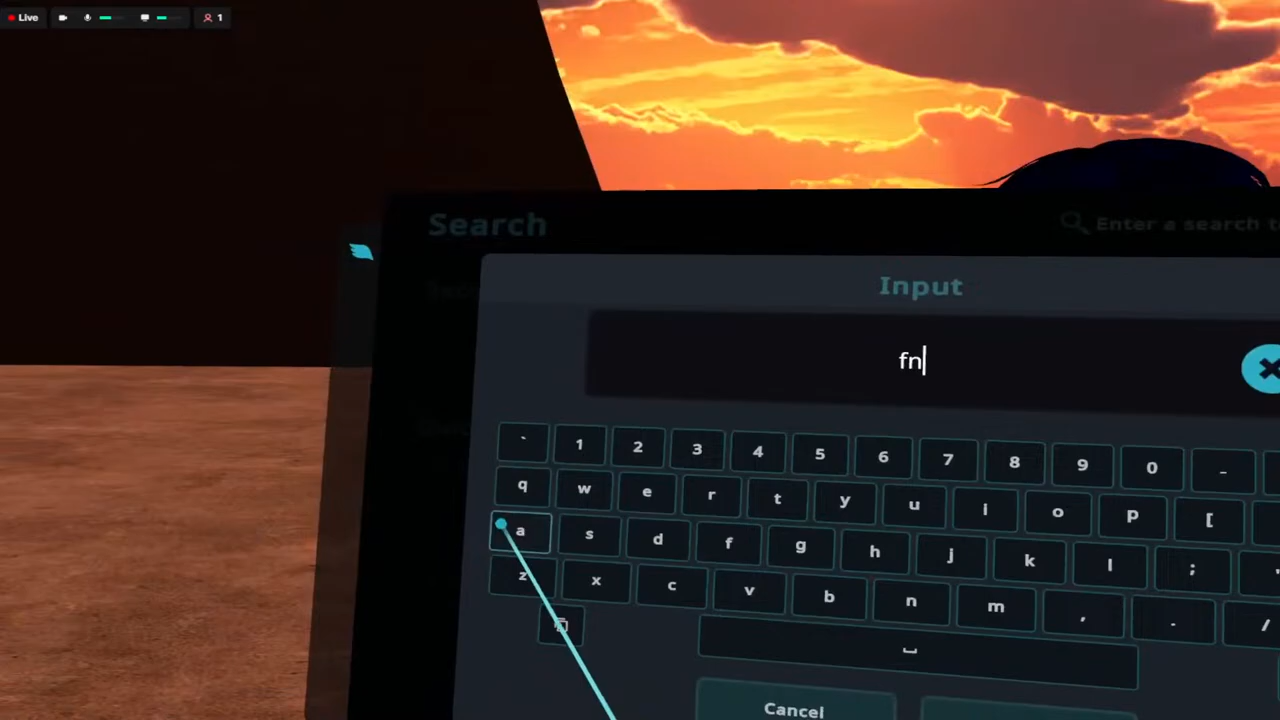 Live
1
Search
Enter a search t
Input
fn
` 1 2 3 4 5 6 7 8 9 0 -
q w e r t y u i o p [
a s d f g h j k l ; '
z x c v b n m , . /
Cancel